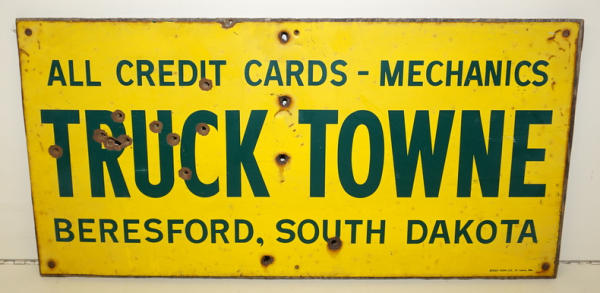 ALL CREDIT CARDS - MECHANICS
TRUCK TOWNE
BERESFORD, SOUTH DAKOTA